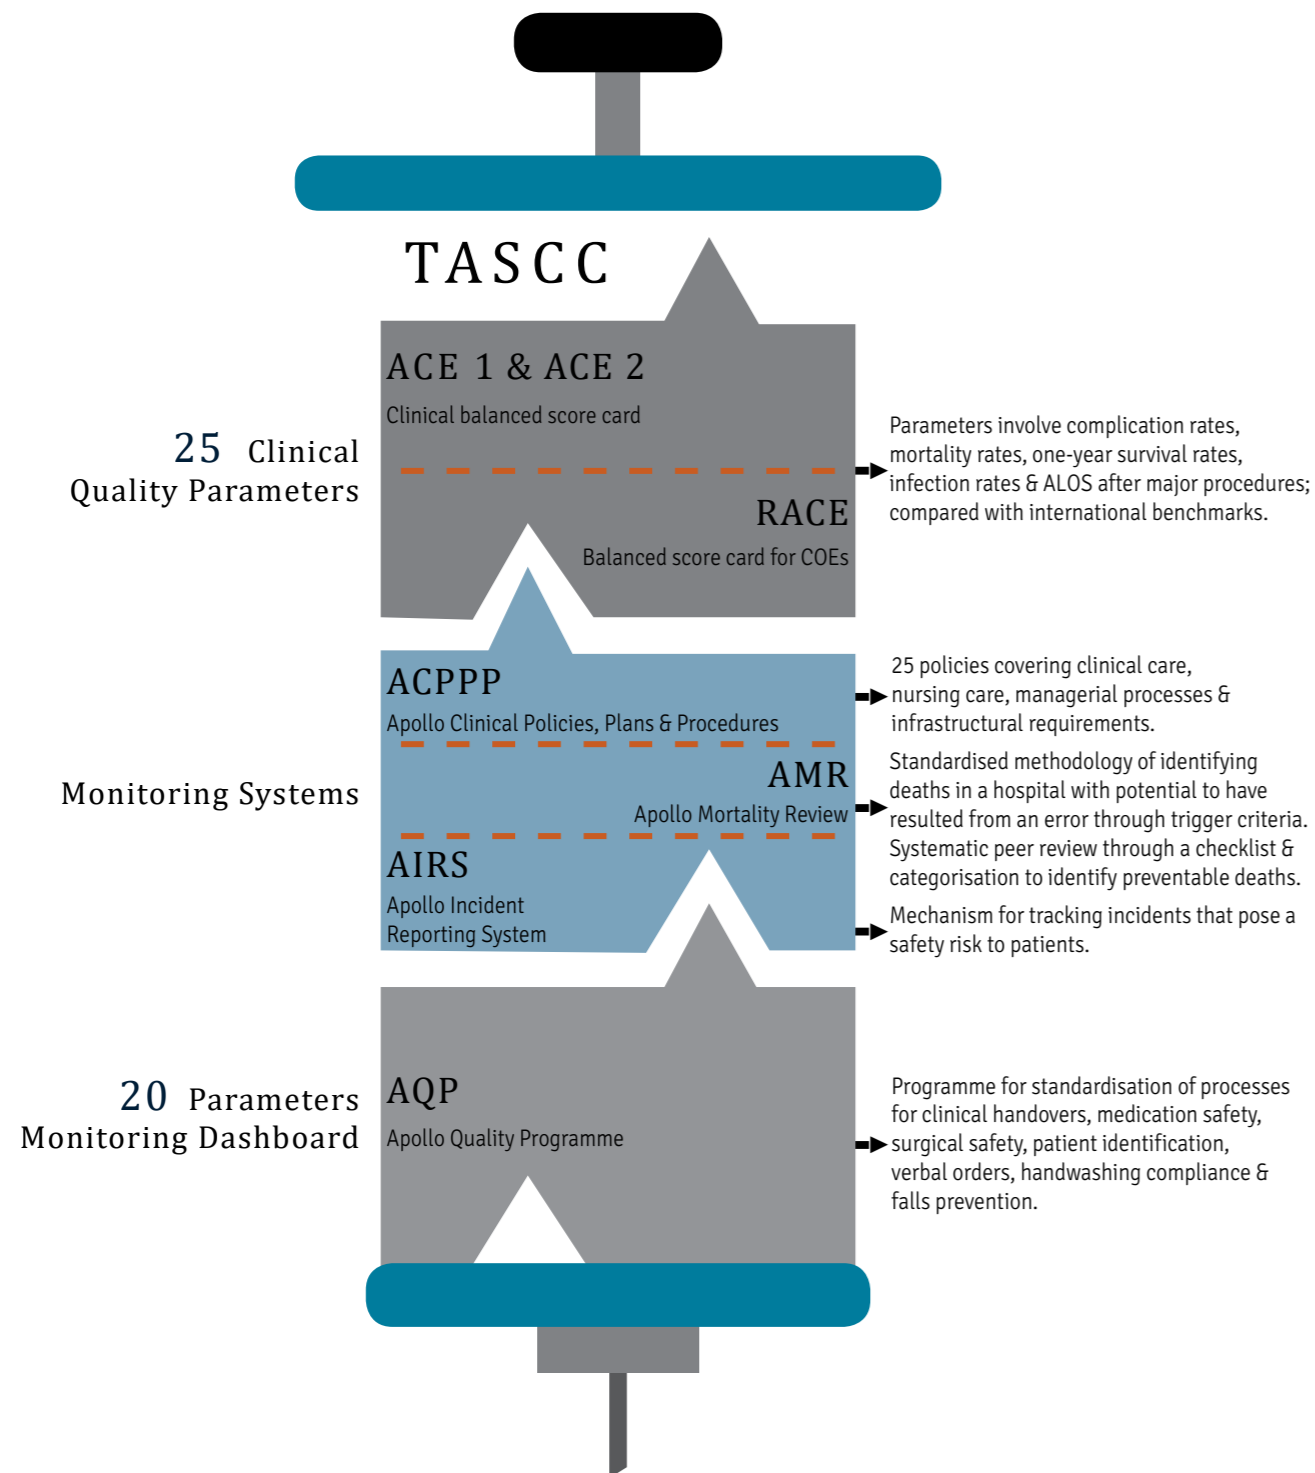 TASCC
25 Clinical
Quality Parameters
ACE 1 & ACE 2
Clinical balanced score card
RACE
Balanced score card for COEs
Parameters involve complication rates,
mortality rates, one-year survival rates,
infection rates & ALOS after major procedures;
compared with international benchmarks.
Monitoring Systems
ACPPP
Apollo Clinical Policies, Plans & Procedures
25 policies covering clinical care,
nursing care, managerial processes &
infrastructural requirements.
AMR
Apollo Mortality Review
Standardised methodology of identifying
deaths in a hospital with potential to have
resulted from an error through trigger criteria.
Systematic peer review through a checklist &
categorisation to identify preventable deaths.
AIRS
Apollo Incident
Reporting System
Mechanism for tracking incidents that pose a
safety risk to patients.
20 Parameters
Monitoring Dashboard
AQP
Apollo Quality Programme
Programme for standardisation of processes
for clinical handovers, medication safety,
surgical safety, patient identification,
verbal orders, handwashing compliance &
falls prevention.